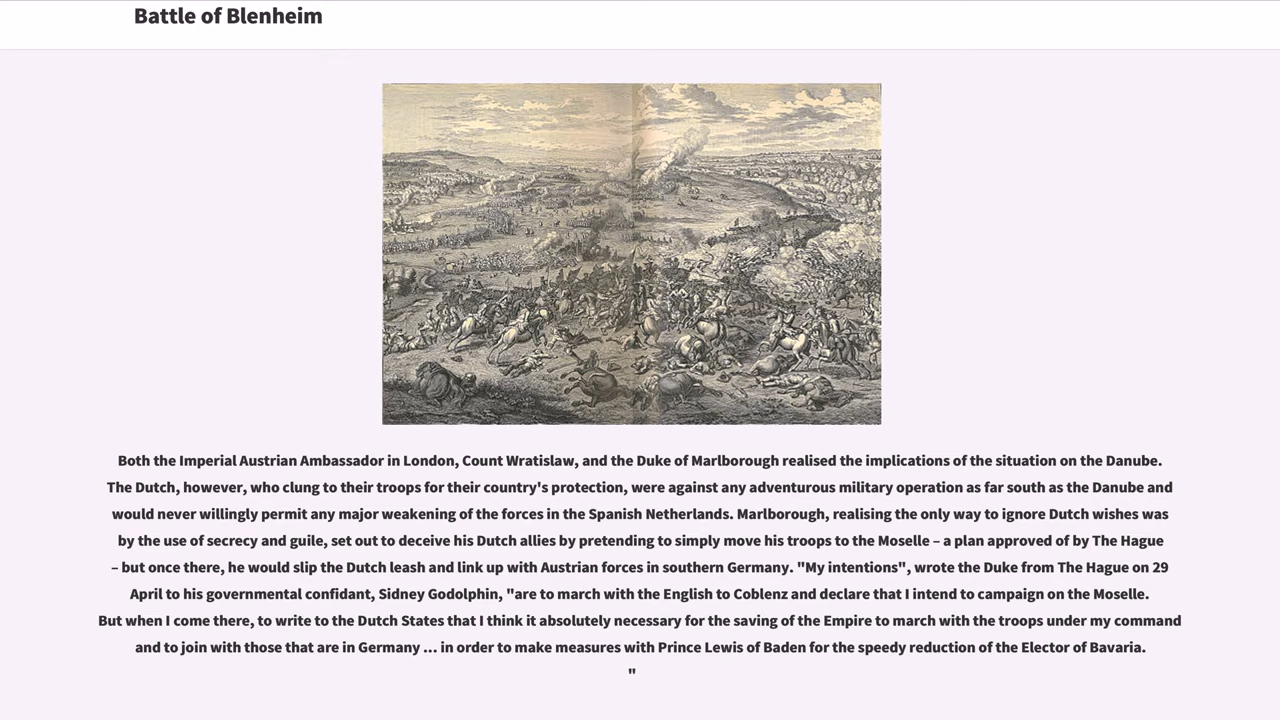 Battle of Blenheim
Both the Imperial Austrian Ambassador in London, Count Wratislaw, and the Duke of Marlborough realised the implications of the situation on the Danube.
The Dutch, however, who clung to their troops for their country's protection, were against any adventurous military operation as far south as the Danube and
would never willingly permit any major weakening of the forces in the Spanish Netherlands. Marlborough, realising the only way to ignore Dutch wishes was
by the use of secrecy and guile, set out to deceive his Dutch allies by pretending to simply move his troops to the Moselle – a plan approved of by The Hague
– but once there, he would slip the Dutch leash and link up with Austrian forces in southern Germany. "My intentions", wrote the Duke from The Hague on 29
April to his governmental confidant, Sidney Godolphin, "are to march with the English to Coblenz and declare that I intend to campaign on the Moselle.
But when I come there, to write to the Dutch States that I think it absolutely necessary for the saving of the Empire to march with the troops under my command
and to join with those that are in Germany ... in order to make measures with Prince Lewis of Baden for the speedy reduction of the Elector of Bavaria.
"